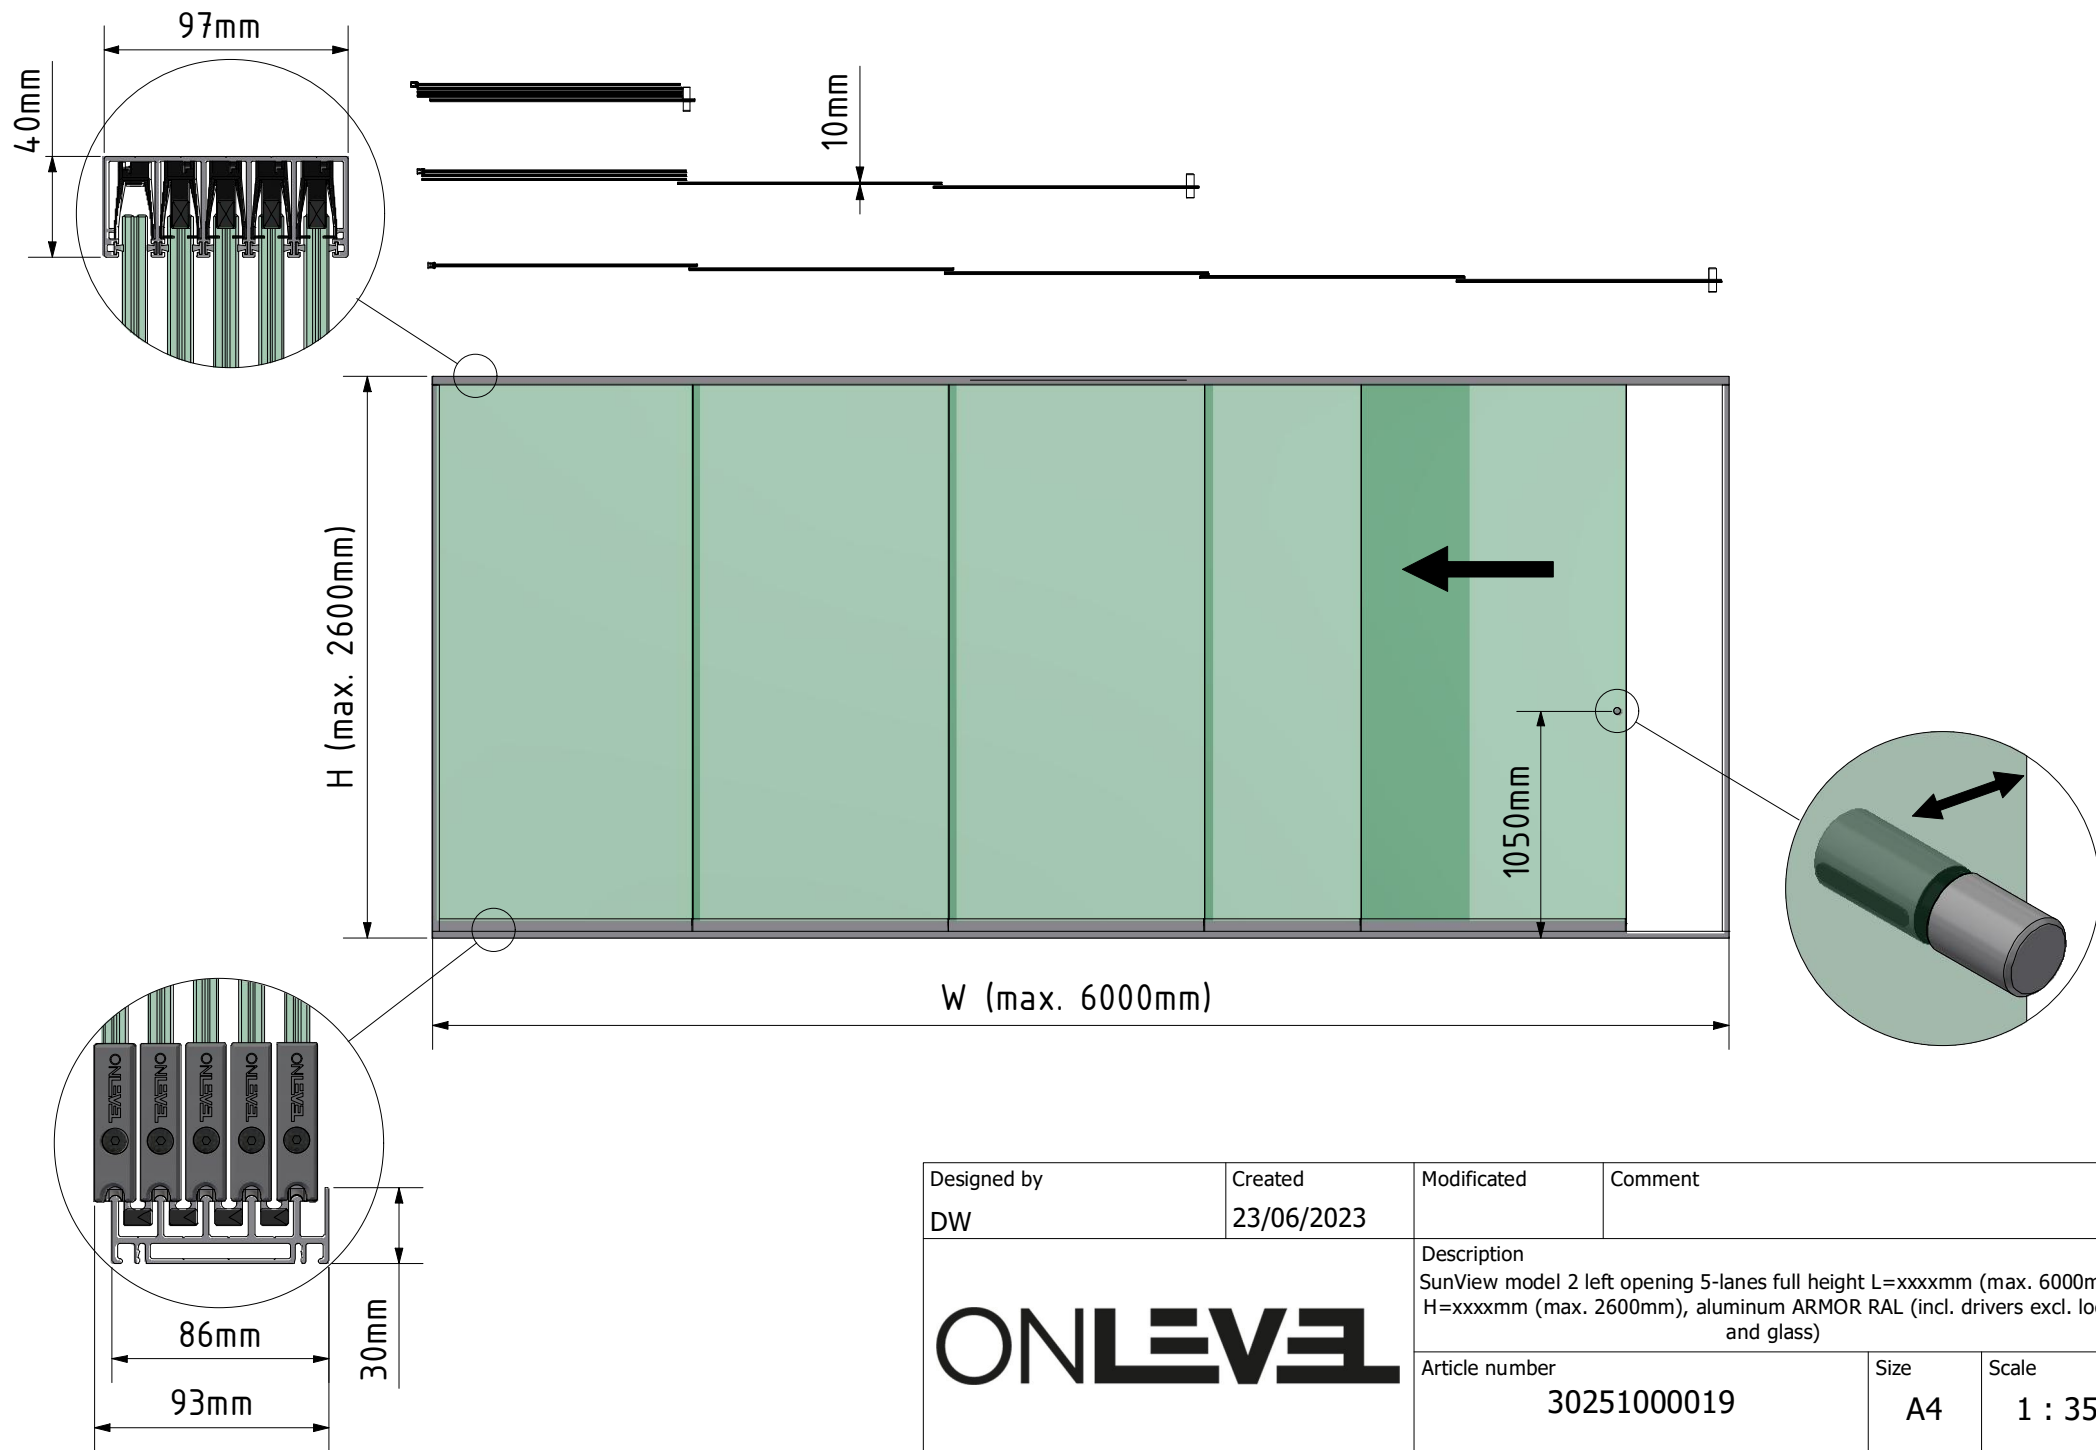 97mm
40mm
10mm
H (max. 2600mm)
1050mm
W (max. 6000mm)
ONLEVEL
ONLEVEL
ONLEVEL
ONLEVEL
ONLEVEL
86mm
93mm
30mm
Designed by
DW
Created
23/06/2023
Modificated
Comment
ONLEVEL
Description
SunView model 2 left opening 5-lanes full height L=xxxxmm (max. 6000m
H=xxxxmm (max. 2600mm), aluminum ARMOR RAL (incl. drivers excl.
and glass)
Article number
30251000019
Size
A4
Scale
1 : 35